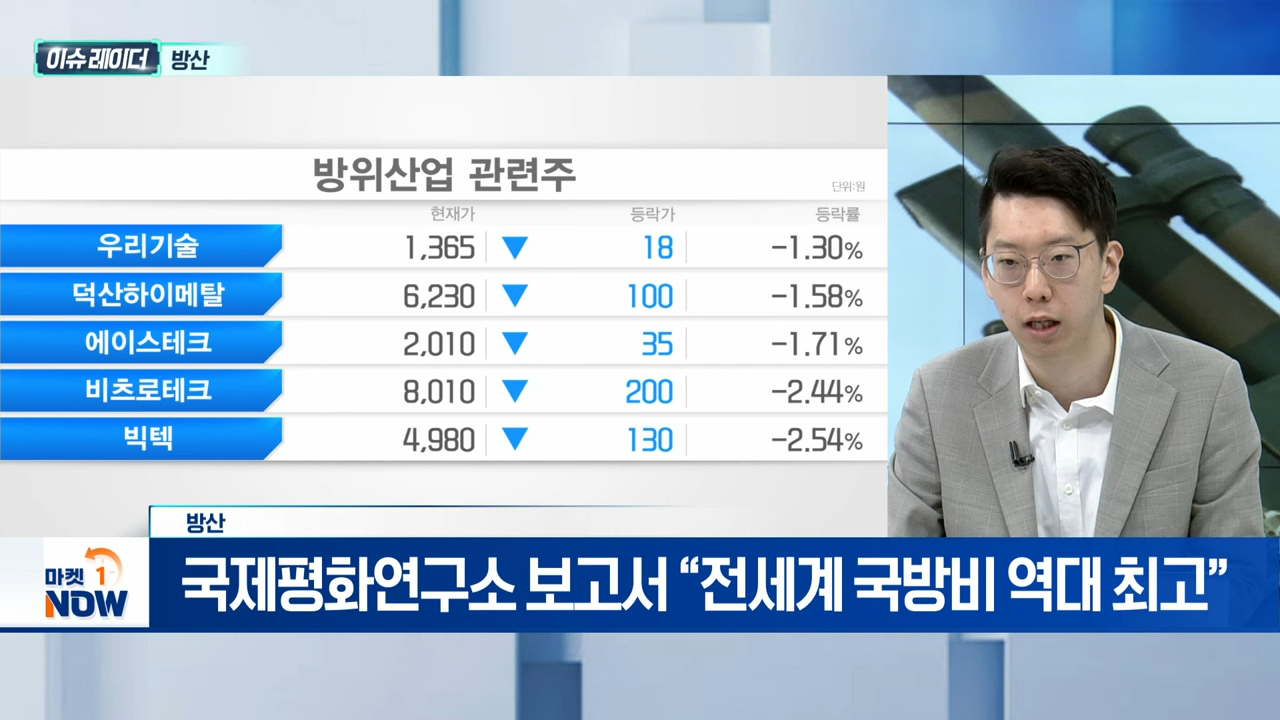 이슈 레이더 방산
방위산업 관련주
단위:원
현재가 등락가 등락률
우리기술 1,365 ▼ 18 -1.30%
덕산하이메탈 6,230 ▼ 100 -1.58%
에이스테크 2,010 ▼ 35 -1.71%
비츠로테크 8,010 ▼ 200 -2.44%
빅텍 4,980 ▼ 130 -2.54%
방산
마켓 1
NOW
국제평화연구소 보고서 “전세계 국방비 역대 최고”